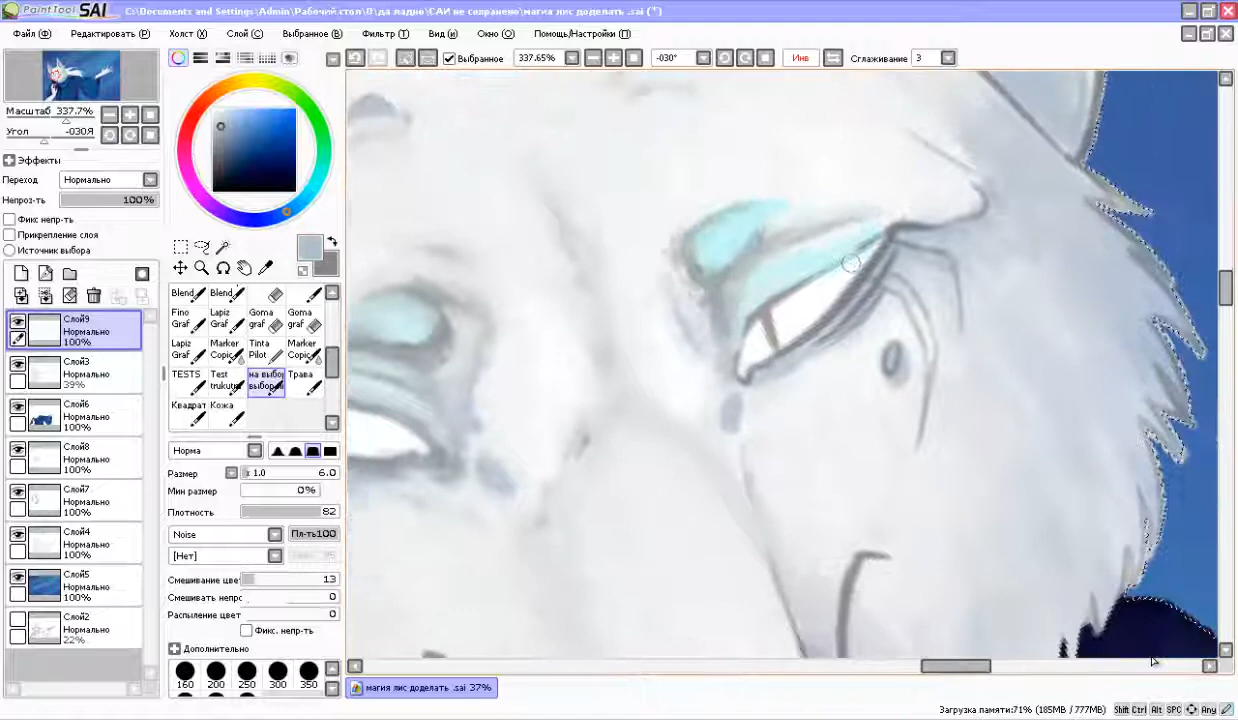 PaintTool SAI C:\Documents and Settings\Admin\Рабочий стол\0\да ладно\САИ не сохранено\магия лис доделать .sai (*)
Файл (Ф) Редактировать (P) Холст (X) Слой (C) Выбранное (B) Фильтр (T) Вид (и) Окно (O) Помощь/Настройки (П)
Выбранное 337.65% -030° Инв Сглаживание 3
Масштаб 337.7%
Угол -030Я
Эффекты
Переход Нормально
Непроз-ть 100%
Фикс непр-ть
Прикрепление слоя
Источник выбора
Слой9
Нормально
100%
Слой3
Нормально
39%
Слой6
Нормально
100%
Слой8
Нормально
100%
Слой7
Нормально
100%
Слой4
Нормально
100%
Слой5
Нормально
100%
Слой2
Нормально
22%
Blend Blend
Fino Graf Lapiz Graf Goma graf Goma graf
Lapiz Graf Marker Copic Tinta Pilot Marker Copic
TESTS Test trukutru на выбо выбор Трава
Квадрат Кожа
Норма
Размер x 1.0 6.0
Мин размер 0%
Плотность 82
Noise Пл-ть100
[Нет]
Смешивание цве 13
Смешивать непро 0
Распыление цвет 0
Фикс. непр-ть
Дополнительно
160 200 250 300 350
магия лис доделать .sai 37%
Загрузка памяти:71% (185MB /777MB) Shift Ctrl Alt SPC Any